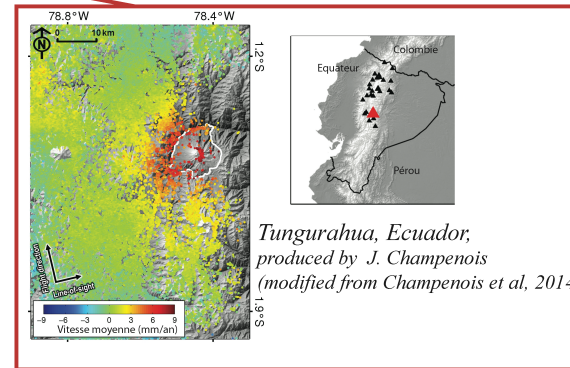 78.8°W
78.4°W
N
0 10 km
1.2°S
1.9°S
Flight direction
Line-of-sight
-9 -6 -3 0 3 6 9
Vitesse moyenne (mm/an)
Colombie
Equateur
Pérou
Tungurahua, Ecuador,
produced by J. Champenois
(modified from Champenois et al, 2014